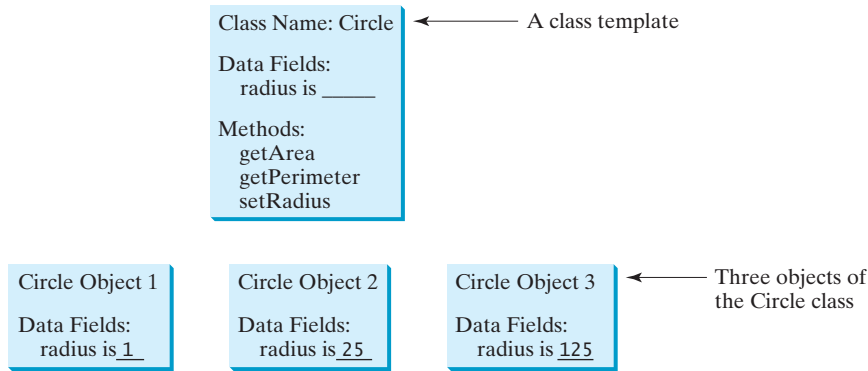 Class Name: Circle
A class template
Data Fields:
radius is _____
Methods:
getArea
getPerimeter
setRadius
Circle Object 1
Data Fields:
radius is 1
Circle Object 2
Data Fields:
radius is 25
Circle Object 3
Data Fields:
radius is 125
Three objects of
the Circle class